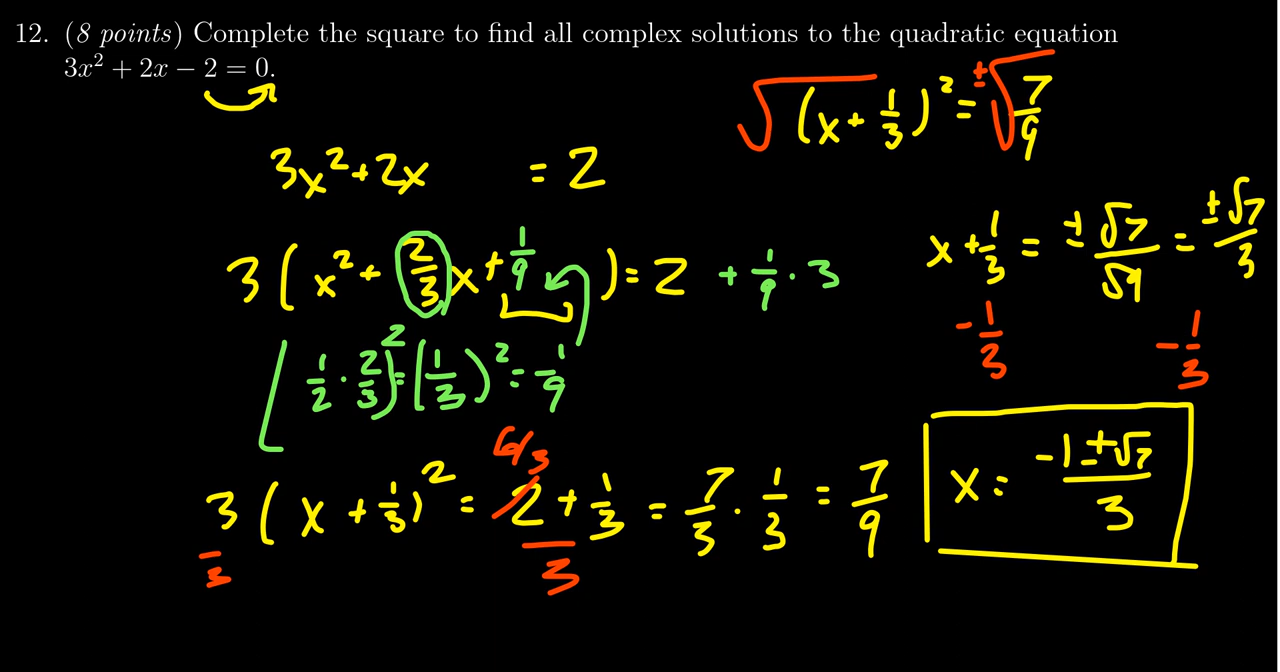 12. (8 points) Complete the square to find all complex solutions to the quadratic equation
3x² + 2x − 2 = 0.
3x² + 2x = 2
3(x² + 2/3 x + 1/9) = 2 + 1/9 · 3
(1/2 · 2/3)² = (1/3)² = 1/9
6/3
3(x + 1/3)² = 2 + 1/3 = 7/3 · 1/3 = 7/9
3 3
√(x + 1/3)² = ±√7/9
x + 1/3 = ±√7/√9 = ±√7/3
−1/3 −1/3
x = −1 ± √7/3